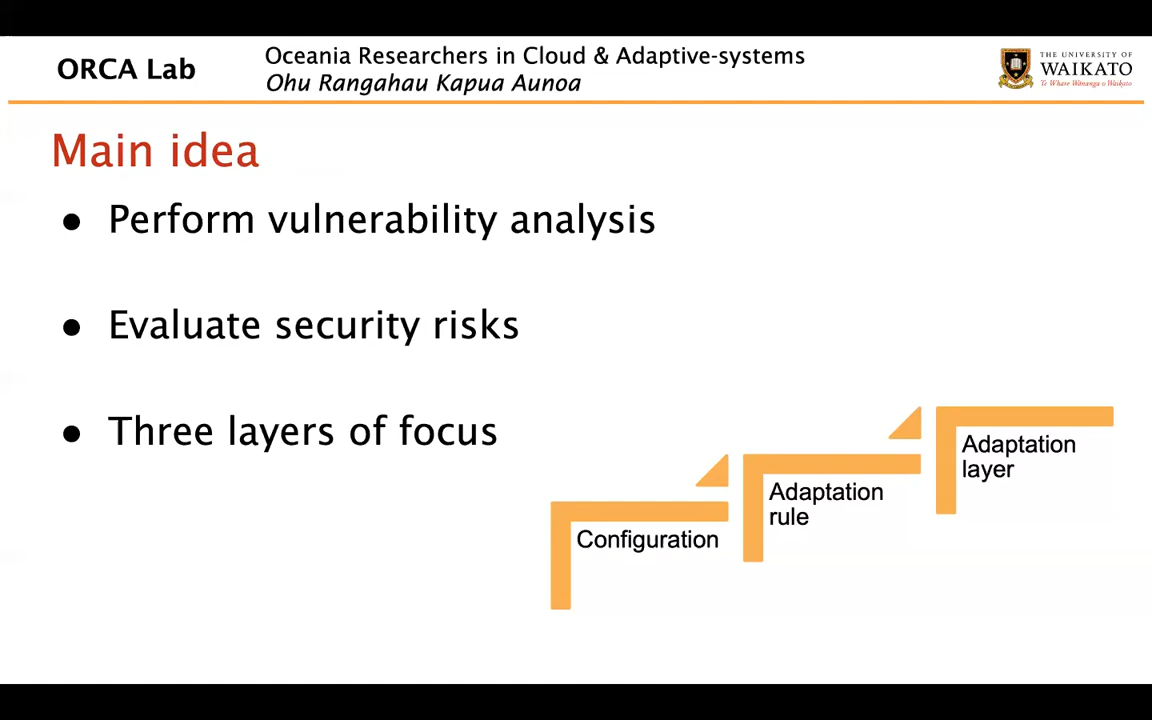 ORCA Lab
Oceania Researchers in Cloud & Adaptive-systems
Ohu Rangahau Kapua Aunoa
THE UNIVERSITY OF
WAIKATO
Te Whare Wānanga o Waikato
Main idea
● Perform vulnerability analysis
● Evaluate security risks
● Three layers of focus
Configuration
Adaptation
rule
Adaptation
layer